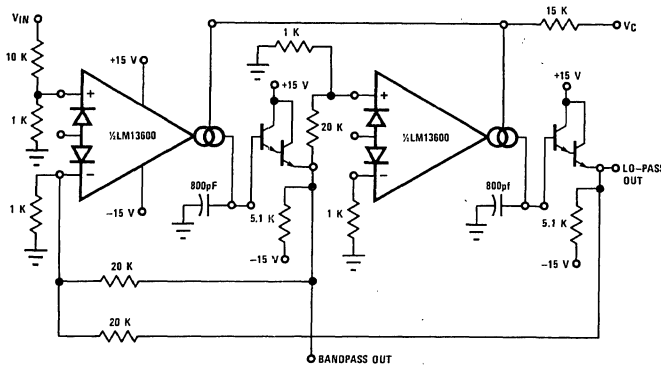 VIN
10 K
1 K
1 K
+15 V
½LM13600
-15 V
800pF
+15 V
5.1 K
-15 V
1 K
20 K
15 K
VC
½LM13600
1 K
800pf
+15 V
LO-PASS
OUT
5.1 K
-15 V
20 K
20 K
BANDPASS OUT
+
−
+
−